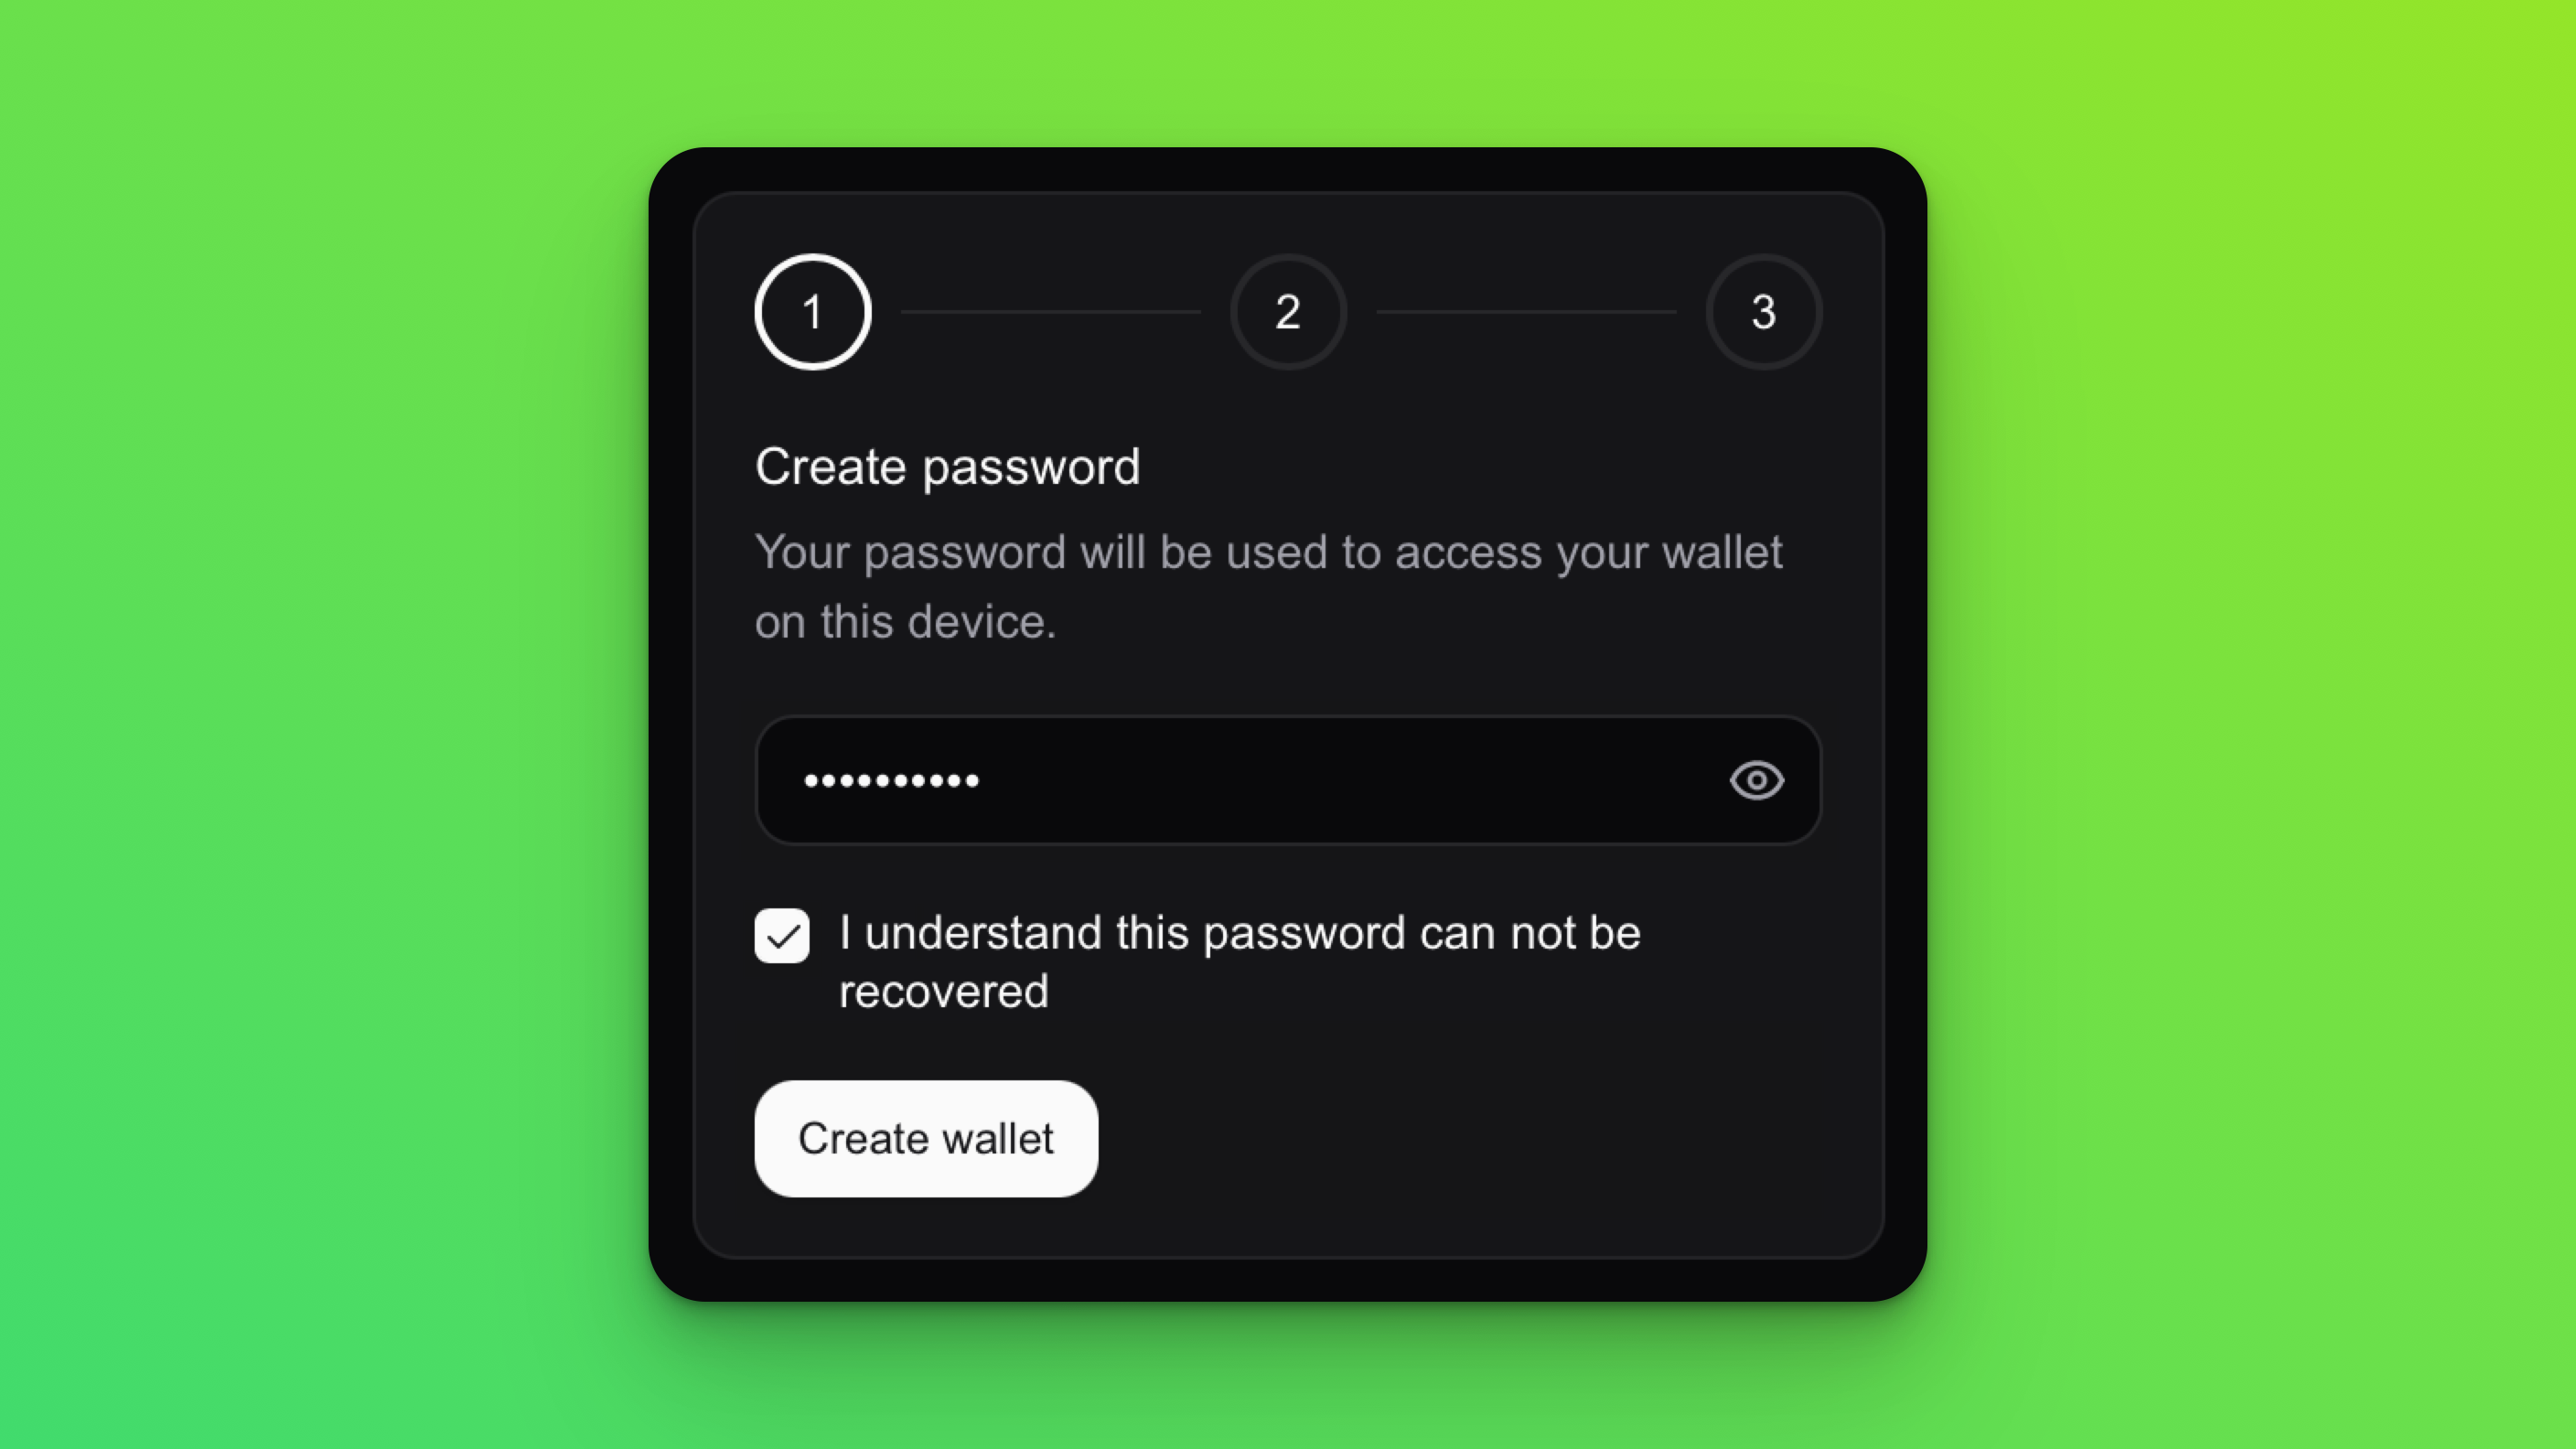 1 2 3
Create password
Your password will be used to access your wallet
on this device.
••••••••••
I understand this password can not be
recovered
Create wallet